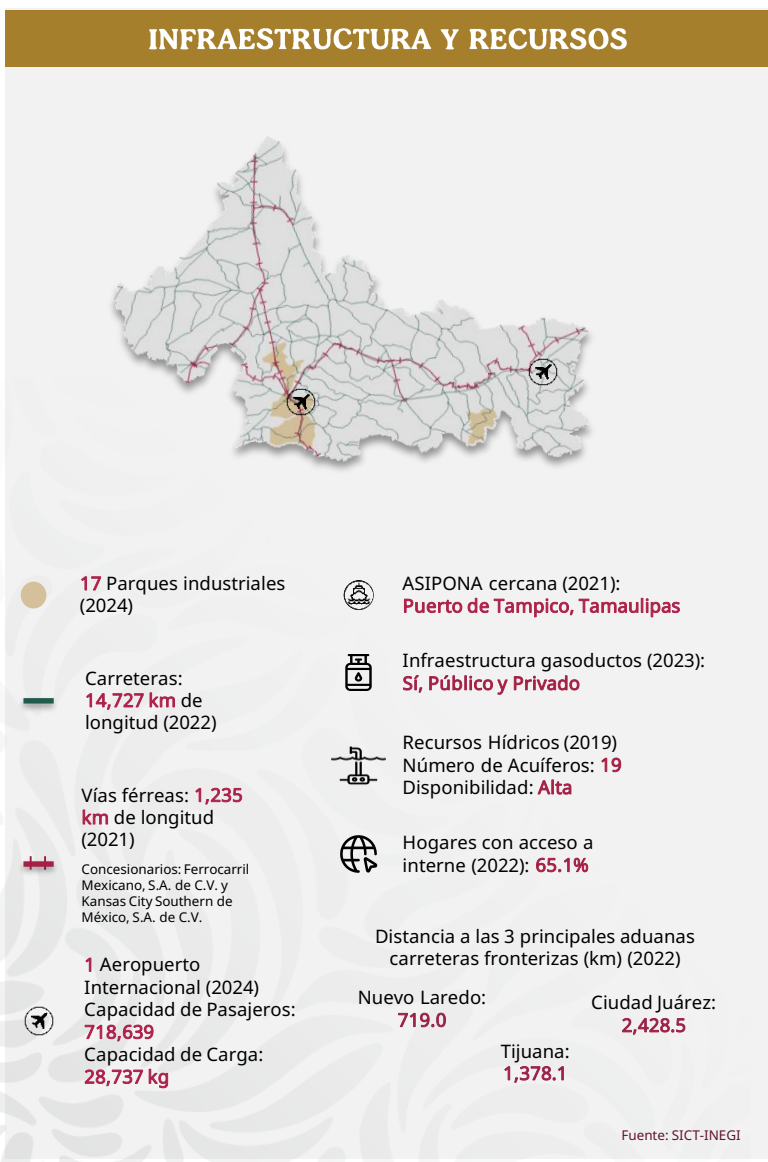 INFRAESTRUCTURA Y RECURSOS
17 Parques industriales
(2024)
Carreteras:
14,727 km de
longitud (2022)
Vías férreas: 1,235
km de longitud
(2021)
Concesionarios: Ferrocarril
Mexicano, S.A. de C.V. y
Kansas City Southern de
México, S.A. de C.V.
1 Aeropuerto
Internacional (2024)
Capacidad de Pasajeros:
718,639
Capacidad de Carga:
28,737 kg
ASIPONA cercana (2021):
Puerto de Tampico, Tamaulipas
Infraestructura gasoductos (2023):
Sí, Público y Privado
Recursos Hídricos (2019)
Número de Acuíferos: 19
Disponibilidad: Alta
Hogares con acceso a
interne (2022): 65.1%
Distancia a las 3 principales aduanas
carreteras fronterizas (km) (2022)
Nuevo Laredo:
719.0
Ciudad Juárez:
2,428.5
Tijuana:
1,378.1
Fuente: SICT-INEGI